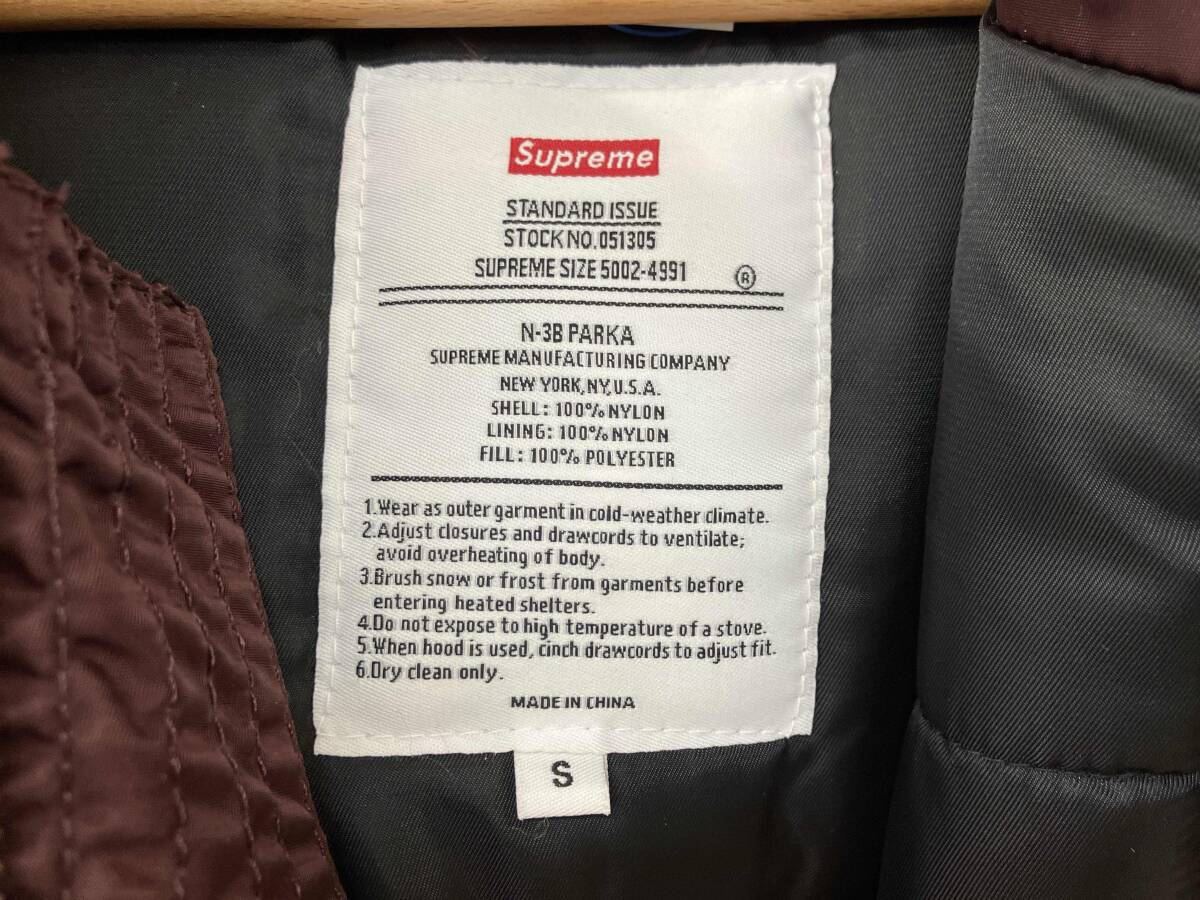 Supreme
STANDARD ISSUE
STOCK NO.051305
SUPREME SIZE 5002-4991 ®
N-3B PARKA
SUPREME MANUFACTURING COMPANY
NEW YORK,NY,U.S.A.
SHELL: 100% NYLON
LINING: 100% NYLON
FILL: 100% POLYESTER
1.Wear as outer garment in cold-weather climate.
2.Adjust closures and drawcords to ventilate;
avoid overheating of body.
3.Brush snow or frost from garments before
entering heated shelters.
4.Do not expose to high temperature of a stove.
5.When hood is used, cinch drawcords to adjust fit.
6.Dry clean only.
MADE IN CHINA
S